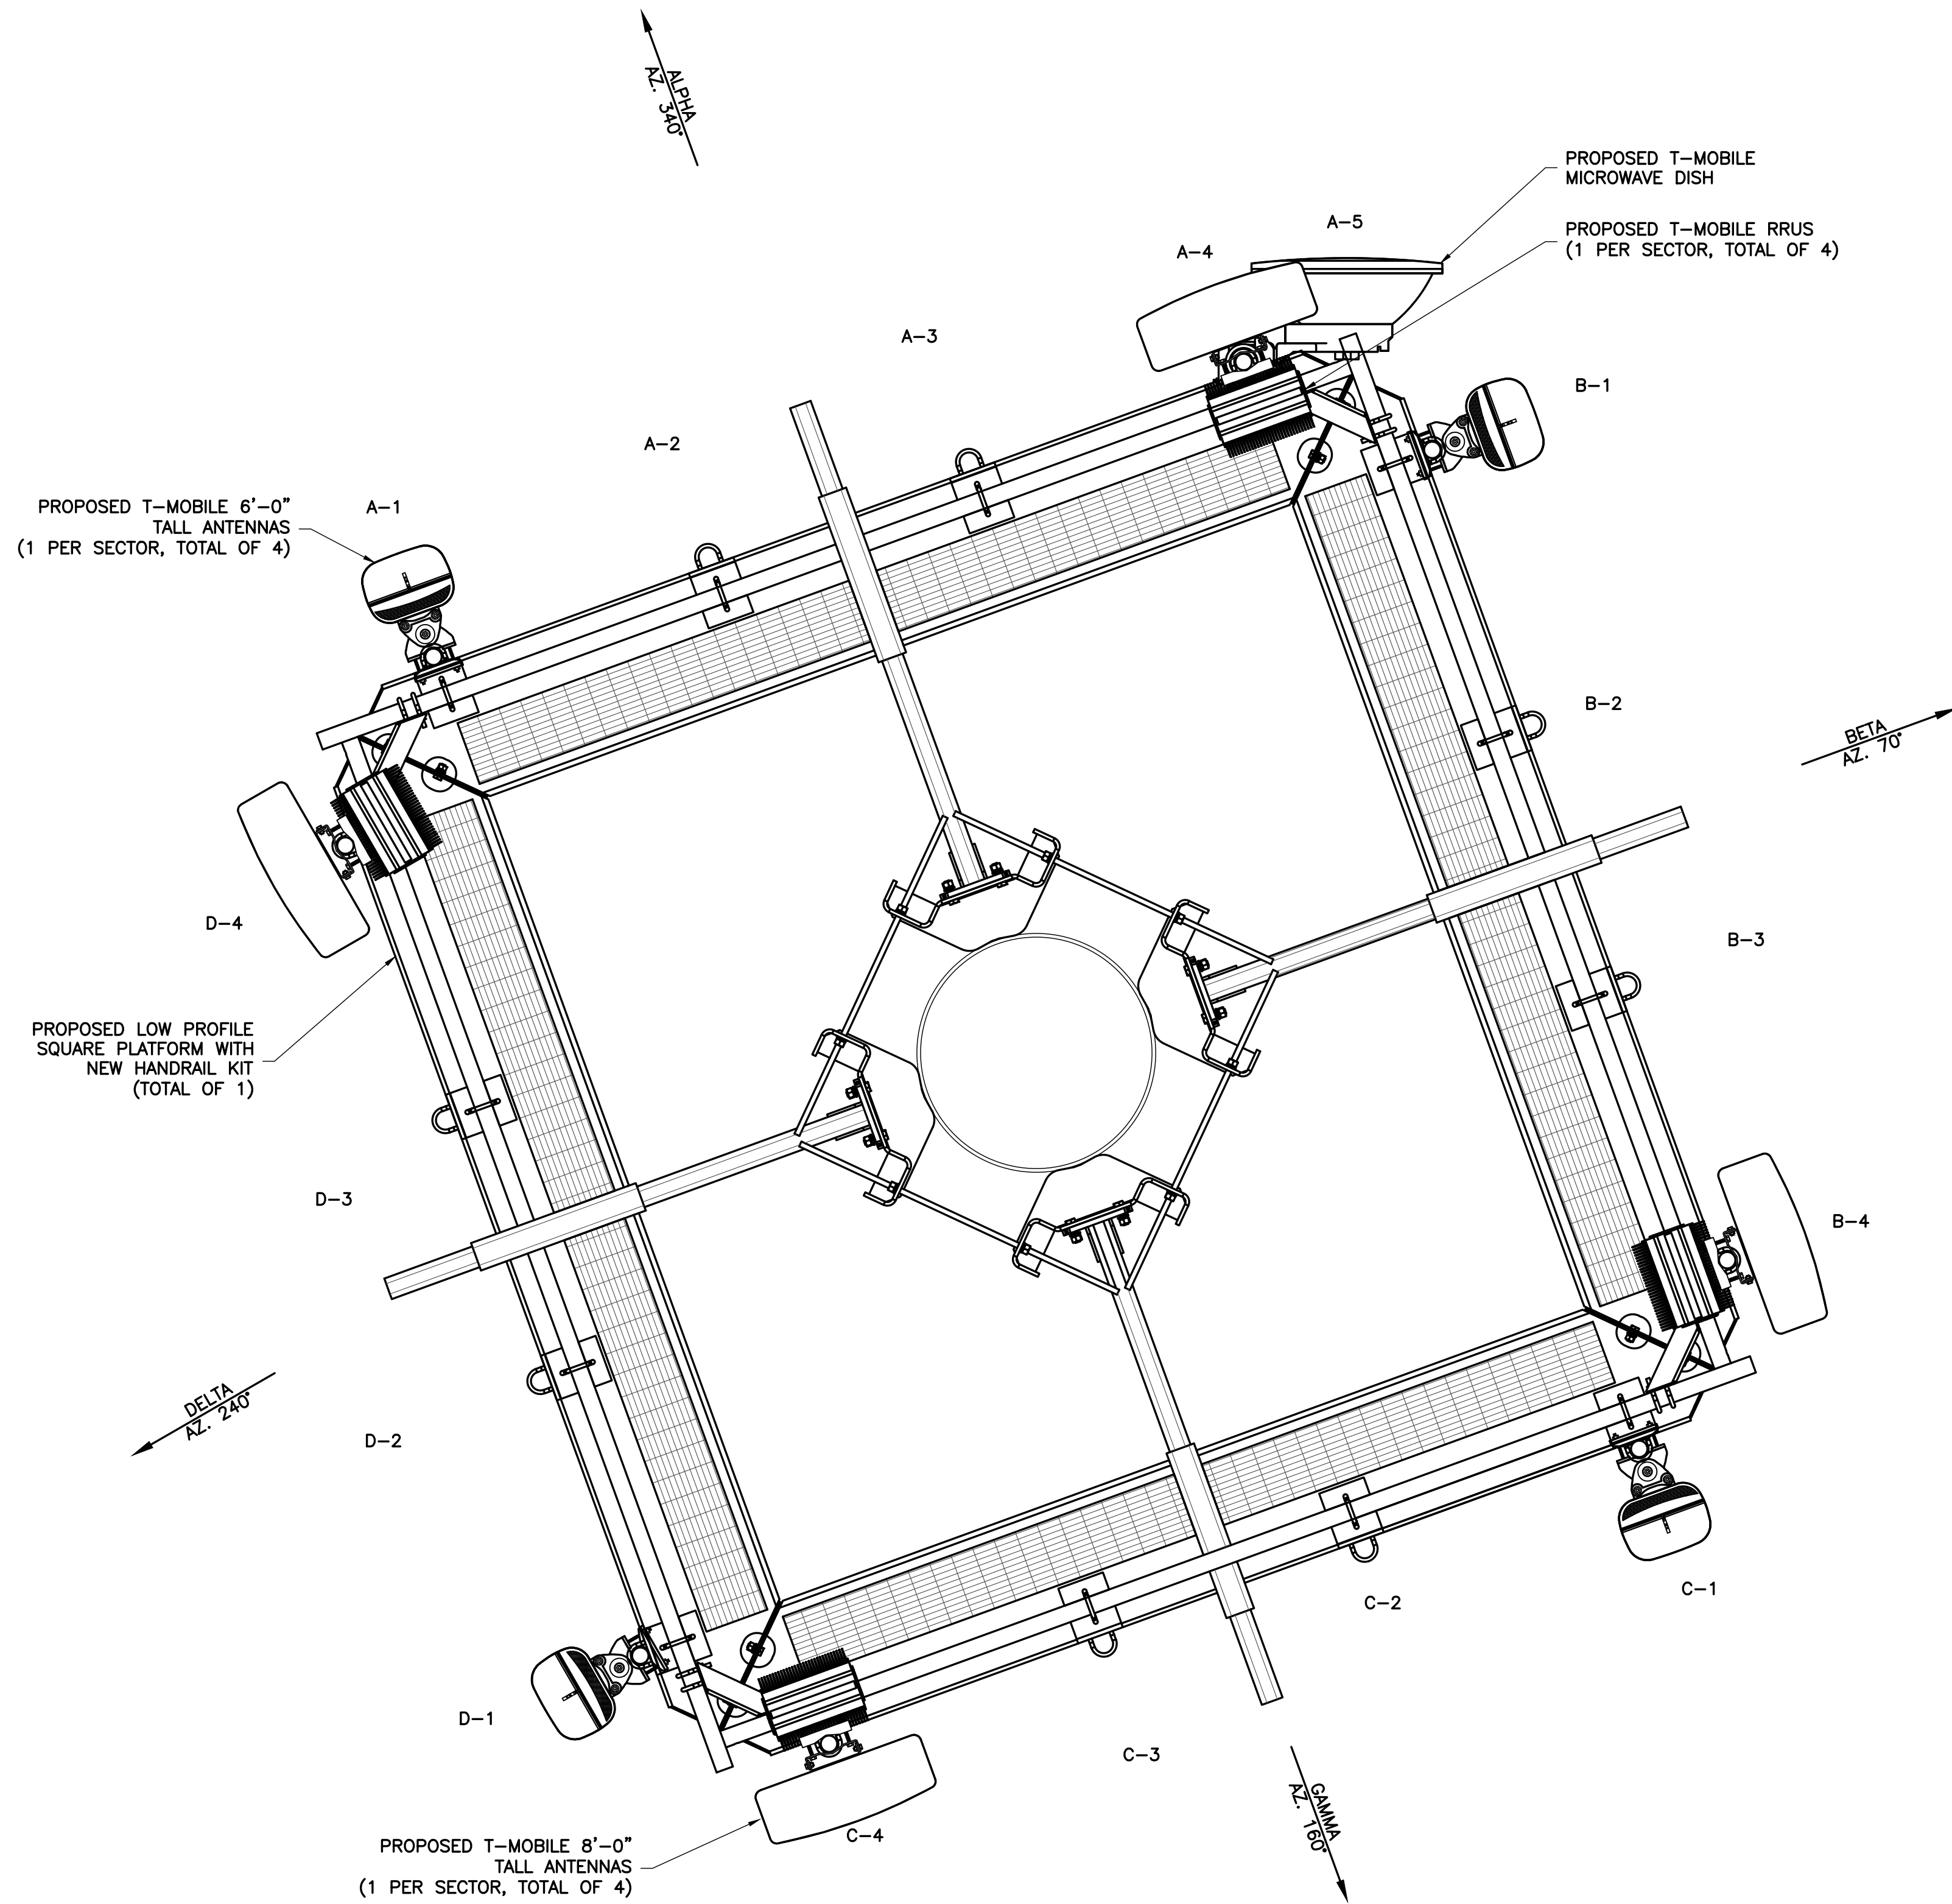 ALPHA
AZ. 340°
PROPOSED T-MOBILE
MICROWAVE DISH
A-5
PROPOSED T-MOBILE RRUS
(1 PER SECTOR, TOTAL OF 4)
A-4
A-3
B-1
A-2
PROPOSED T-MOBILE 6'-0"
TALL ANTENNAS
(1 PER SECTOR, TOTAL OF 4)
A-1
B-2
BETA
AZ. 70°
D-4
B-3
PROPOSED LOW PROFILE
SQUARE PLATFORM WITH
NEW HANDRAIL KIT
(TOTAL OF 1)
D-3
B-4
DELTA
AZ. 240°
D-2
C-1
C-2
D-1
C-3
GAMMA
AZ. 160°
C-4
PROPOSED T-MOBILE 8'-0"
TALL ANTENNAS
(1 PER SECTOR, TOTAL OF 4)